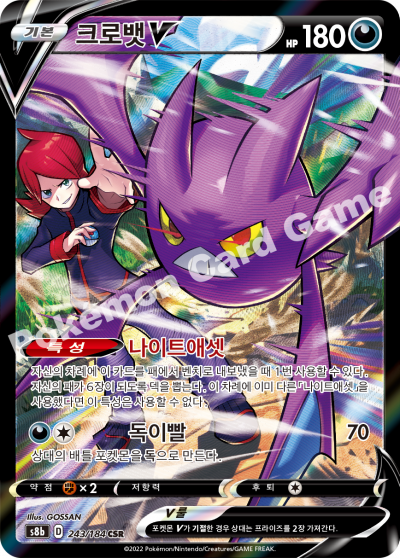 기본 크로뱃V HP 180
Pokémon Card Game
특성 나이트애셋
자신의 차례에 이 카드를 패에서 벤치로 내보냈을 때 1번 사용할 수 있다.
자신의 패가 6장이 되도록 덱을 뽑는다. 이 차례에 이미 다른 「나이트애셋」을
사용했다면 이 특성은 사용할 수 없다.
독이빨 70
상대의 배틀 포켓몬을 독으로 만든다.
약점 ×2 저항력 후퇴
Illus. GOSSAN
V룰
s8b D 243/184 CSR
포켓몬 V가 기절한 경우 상대는 프라이즈를 2장 가져간다.
©2022 Pokémon/Nintendo/Creatures/GAME FREAK.